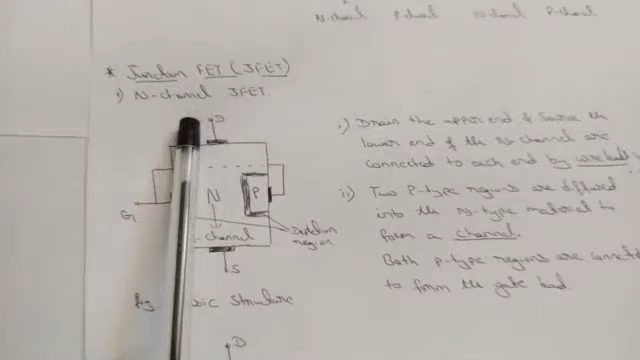 N-channel P-channel N-channel P-channel
* Junction FET (JFET)
i) N-channel JFET
D
G
N
P
channel
Depletion region
S
Structure
D
i) Drain the upper end & Source the
lower end of the N-channel are
connected to each end by
ii) Two P-type regions are diffused
into the N-type material to
form a channel.
Both P-type regions are connected
to form the gate lead